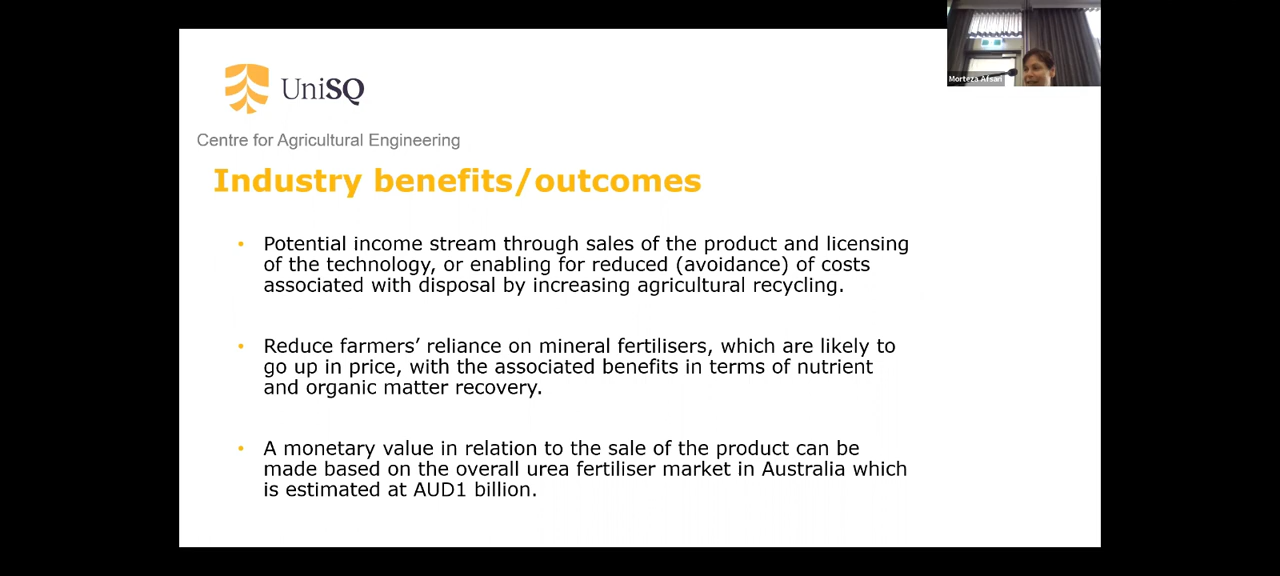 UniSQ
Morteza Afsari
Centre for Agricultural Engineering
Industry benefits/outcomes
• Potential income stream through sales of the product and licensing
of the technology, or enabling for reduced (avoidance) of costs
associated with disposal by increasing agricultural recycling.
• Reduce farmers’ reliance on mineral fertilisers, which are likely to
go up in price, with the associated benefits in terms of nutrient
and organic matter recovery.
• A monetary value in relation to the sale of the product can be
made based on the overall urea fertiliser market in Australia which
is estimated at AUD1 billion.